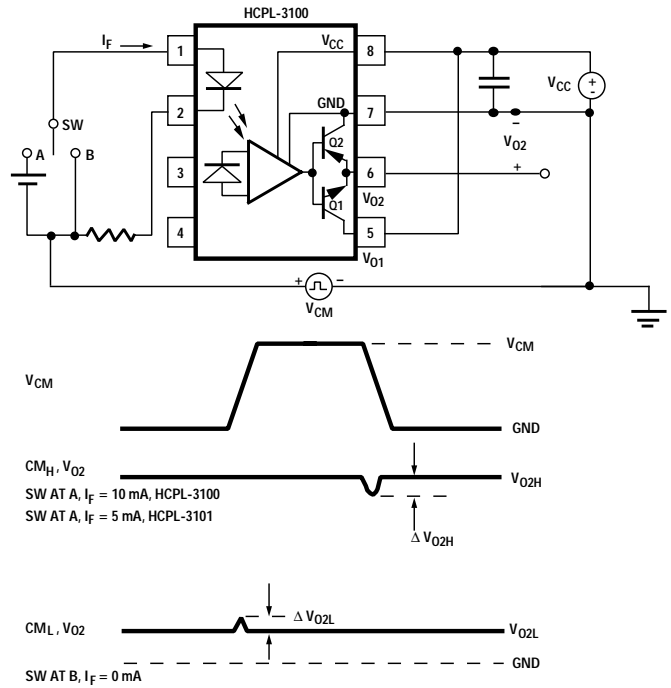 HCPL-3100
I_F
1
V_CC
8
SW
2
GND
7
V_CC
+
-
-
A
B
Q2
V_O2
3
6
+
V_O2
Q1
4
5
V_O1
+
-
V_CM
V_CM
V_CM
GND
CM_H, V_O2
V_O2H
SW AT A, I_F = 10 mA, HCPL-3100
SW AT A, I_F = 5 mA, HCPL-3101
Δ V_O2H
Δ V_O2L
CM_L, V_O2
V_O2L
GND
SW AT B, I_F = 0 mA